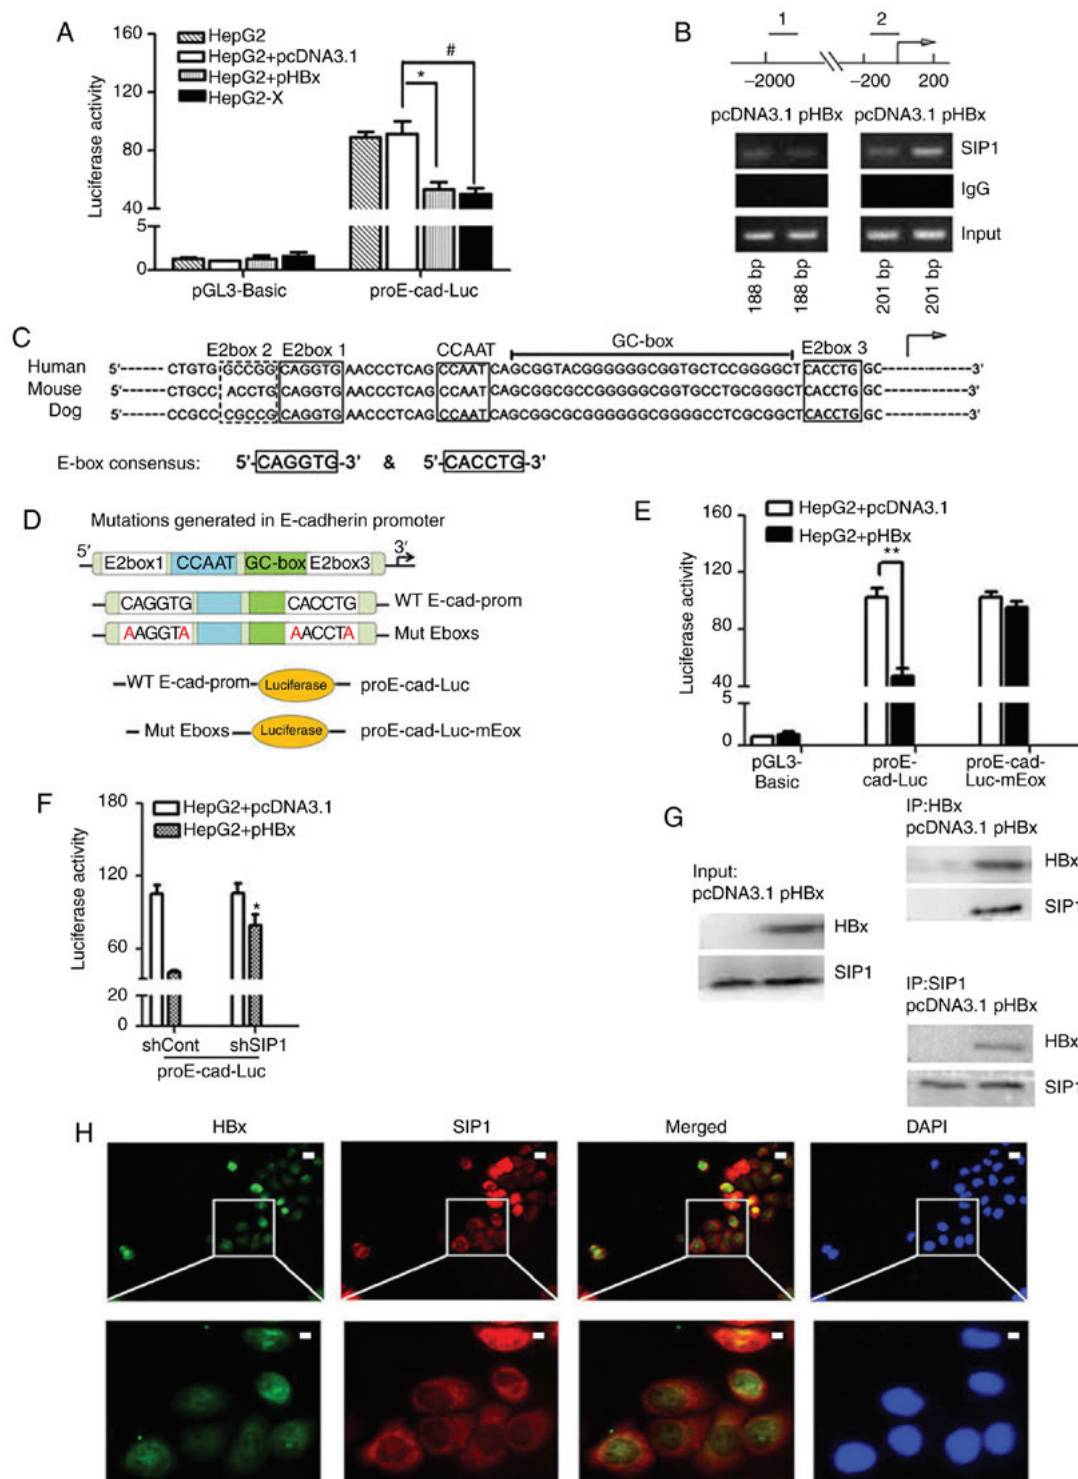 A
160
120
80
40
5
0
Luciferase activity
HepG2
HepG2+pcDNA3.1
HepG2+pHBx
HepG2-X
*
#
pGL3-Basic
proE-cad-Luc
B
1
2
–2000
–200
200
pcDNA3.1 pHBx
pcDNA3.1 pHBx
SIP1
IgG
Input
188 bp
188 bp
201 bp
201 bp
C
E2box 2
E2box 1
CCAAT
GC-box
E2box 3
Human 5'------ CTGTG GCCGG CAGGTG AACCCTCAG CCAAT CAGCGGTACGGGGGGCGGTGCTCCGGGGCT CACCTG GC ------3'
Mouse 5'------ CTGCC ACCTG CAGGTG AACCCTCAG CCAAT CAGCGGCGCGGGGGGCGGTGCCTGCGGGGCT CACCTG GC ------3'
Dog 5'------ CCGCC CGCCG CAGGTG AACCCTCAG CCAAT CAGCGGCGCGGGGGGCGGGGCCTCGCGGCT CACCTG GC ------3'
E-box consensus: 5'-CAGGTG-3' & 5'-CACCTG-3'
D
Mutations generated in E-cadherin promoter
5'
3'
E2box1 CCAAT GC-box E2box3
CAGGTG CACCTG WT E-cad-prom
AAGGTA AACCTA Mut Eboxs
WT E-cad-prom Luciferase proE-cad-Luc
Mut Eboxs Luciferase proE-cad-Luc-mEox
E
160
120
80
40
5
0
Luciferase activity
HepG2+pcDNA3.1
HepG2+pHBx
**
pGL3-Basic
proE-cad-Luc
proE-cad-Luc-mEox
F
180
120
60
20
0
Luciferase activity
HepG2+pcDNA3.1
HepG2+pHBx
*
shCont
shSIP1
proE-cad-Luc
G
Input:
pcDNA3.1 pHBx
HBx
SIP1
IP:HBx
pcDNA3.1 pHBx
HBx
SIP1
IP:SIP1
pcDNA3.1 pHBx
HBx
SIP1
H
HBx
SIP1
Merged
DAPI